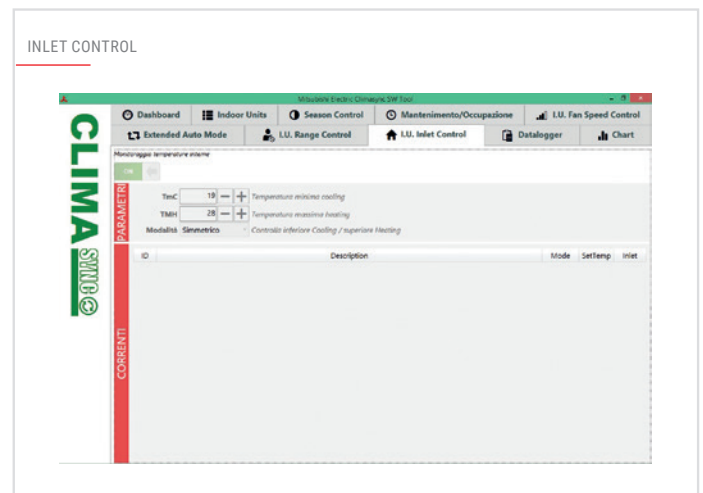 INLET CONTROL
Mitsubishi Electric Climasync SW Tool
CLIMA SYNC
Dashboard Indoor Units Season Control Mantenimento/Occupazione I.U. Fan Speed Control
Extended Auto Mode I.U. Range Control I.U. Inlet Control Datalogger Chart
Monitoraggio temperature interne
ON
PARAMETRI
TmC 19 Temperatura minima cooling
TMH 28 Temperatura massima heating
Modalità Simmetrico Controllo inferiore Cooling / superiore Heating
CORRENTI
ID Description Mode SetTemp Inlet